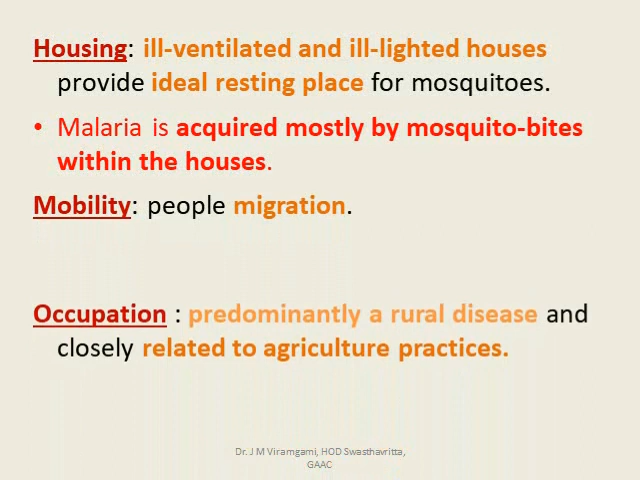 Housing: ill-ventilated and ill-lighted houses
provide ideal resting place for mosquitoes.
• Malaria is acquired mostly by mosquito-bites
within the houses.
Mobility: people migration.
Occupation : predominantly a rural disease and
closely related to agriculture practices.
Dr. J M Viramgami, HOD Swasthavritta,
GAAC